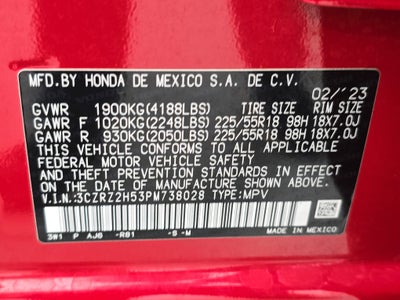 MFD.BY HONDA DE MEXICO S.A. DE C.V.
02/'23
GVWR 1900KG(4188LBS) TIRE SIZE RIM SIZE
GAWR F 1020KG(2248LBS) 225/55R18 98H 18X7.0J
GAWR R 930KG(2050LBS) 225/55R18 98H 18X7.0J
THIS VEHICLE CONFORMS TO ALL APPLICABLE
FEDERAL MOTOR VEHICLE SAFETY AND THEFT
PREVENTION STANDARDS IN EFFECT ON THE
DATE OF MANUFACTURE SHOWN ABOVE.
V.I.N.:3CZRZ2H53PM738028 TYPE:MPV
3W1 P AJ6 -R81 -S -M
MADE IN MEXICO